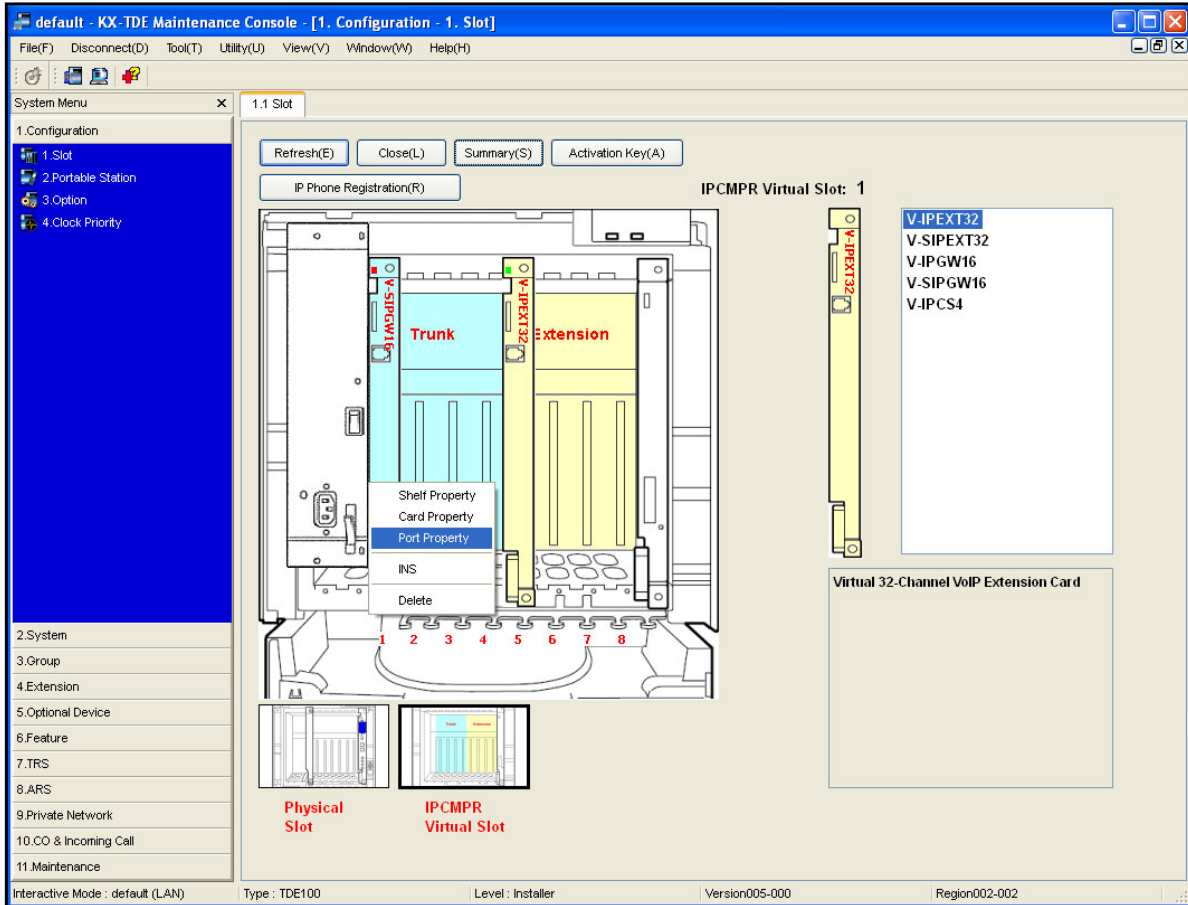 default - KX-TDE Maintenance Console - [1. Configuration - 1. Slot]
File(F) Disconnect(D) Tool(T) Utility(U) View(V) Window(W) Help(H)
System Menu
1.1 Slot
1.Configuration
1.Slot
2.Portable Station
3.Option
4.Clock Priority
Refresh(E) Close(L) Summary(S) Activation Key(A)
IP Phone Registration(R)
IPCMPR Virtual Slot: 1
V-SIPGW16
Trunk
V-IPEXT32
Extension
V-IPEXT32
V-IPEXT32
V-SIPEXT32
V-IPGW16
V-SIPGW16
V-IPCS4
Shelf Property
Card Property
Port Property
INS
Delete
1 2 3 4 5 6 7 8
Virtual 32-Channel VoIP Extension Card
Trunk Extension
Physical Slot
IPCMPR Virtual Slot
2.System
3.Group
4.Extension
5.Optional Device
6.Feature
7.TRS
8.ARS
9.Private Network
10.CO & Incoming Call
11.Maintenance
Interactive Mode : default (LAN) Type : TDE100 Level : Installer Version005-000 Region002-002